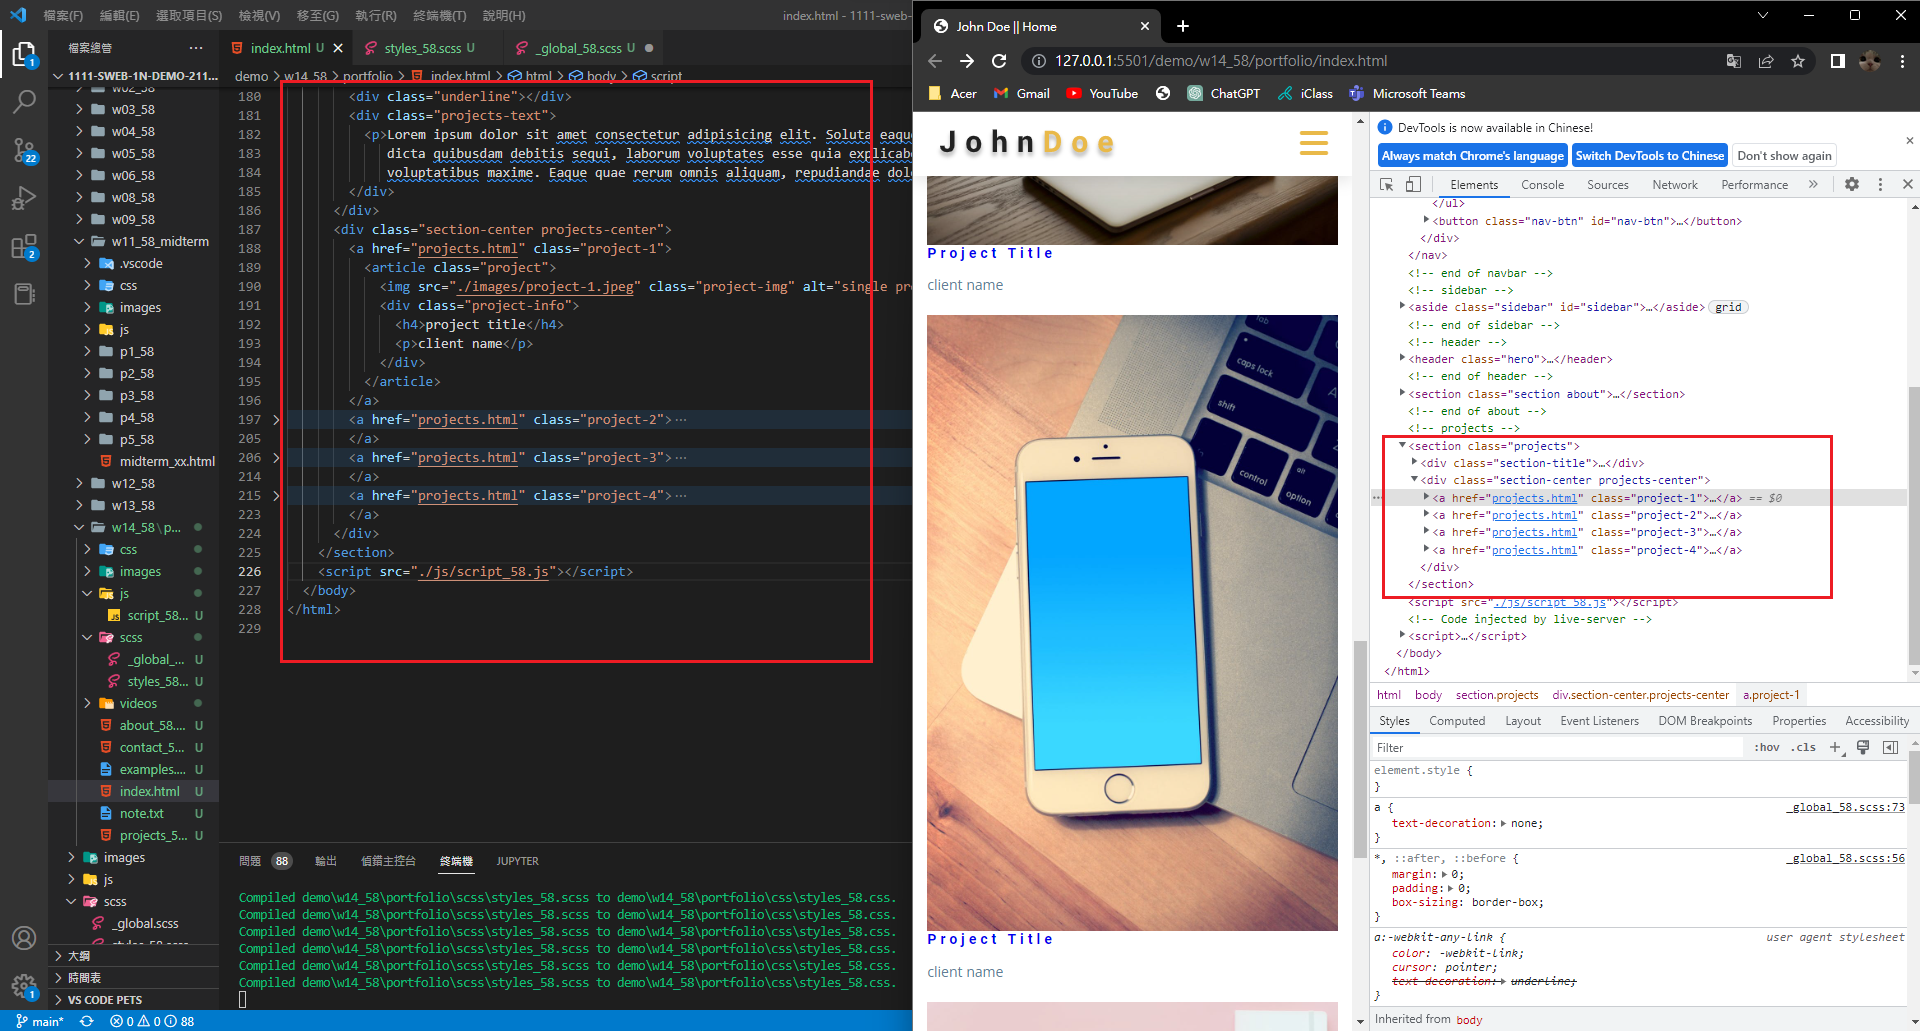 檔案(F) 編輯(E) 選取項目(S) 檢視(V) 移至(G) 執行(R) 終端機(T) 說明(H) index.html - 1111-sweb-
檔案總管 ···
index.html U × styles_58.scss U _global_58.scss U ●
1111-SWEB-1N-DEMO-211...
demo > w14_58 > portfolio > index.html > html > body > script
w02_58
w03_58
w04_58
w05_58
w06_58
w08_58
w09_58
w11_58_midterm
.vscode
css
images
js
p1_58
p2_58
p3_58
p4_58
p5_58
midterm_xx.html
w12_58
w13_58
w14_58\p...
css
images
js
script_58... U
scss
_global_... U
styles_58... U
videos
about_58.... U
contact_5... U
examples.... U
index.html U
note.txt U
projects_5... U
images
js
scss
_global.scss
styles_58.scss
大綱
時間表
VS CODE PETS
1
22
2
1
180 <div class="underline"></div>
181 <div class="projects-text">
182 <p>Lorem ipsum dolor sit amet consectetur adipisicing elit. Soluta eaque
183 dicta quibusdam debitis sequi, laborum voluptates esse quia explicabo
184 voluptatibus maxime. Eaque quae rerum omnis aliquam, repudiandae dol
185 </div>
186 </div>
187 <div class="section-center projects-center">
188 <a href="projects.html" class="project-1">
189 <article class="project">
190 <img src="./images/project-1.jpeg" class="project-img" alt="single pr
191 <div class="project-info">
192 <h4>project title</h4>
193 <p>client name</p>
194 </div>
195 </article>
196 </a>
197 <a href="projects.html" class="project-2">···
205 </a>
206 <a href="projects.html" class="project-3">···
214 </a>
215 <a href="projects.html" class="project-4">···
223 </a>
224 </div>
225 </section>
226 <script src="./js/script_58.js"></script>
227 </body>
228 </html>
229
問題 88 輸出 偵錯主控台 終端機 JUPYTER
Compiled demo\w14_58\portfolio\scss\styles_58.scss to demo\w14_58\portfolio\css\styles_58.css.
Compiled demo\w14_58\portfolio\scss\styles_58.scss to demo\w14_58\portfolio\css\styles_58.css.
Compiled demo\w14_58\portfolio\scss\styles_58.scss to demo\w14_58\portfolio\css\styles_58.css.
Compiled demo\w14_58\portfolio\scss\styles_58.scss to demo\w14_58\portfolio\css\styles_58.css.
Compiled demo\w14_58\portfolio\scss\styles_58.scss to demo\w14_58\portfolio\css\styles_58.css.
Compiled demo\w14_58\portfolio\scss\styles_58.scss to demo\w14_58\portfolio\css\styles_58.css.
main* 0 0 88
John Doe || Home
127.0.0.1:5501/demo/w14_58/portfolio/index.html
Acer Gmail YouTube ChatGPT iClass Microsoft Teams
JohnDoe
Project Title
client name
tab
caps lock
shift
fn
control
alt
option
Project Title
client name
DevTools is now available in Chinese!
Always match Chrome's language Switch DevTools to Chinese Don't show again
Elements Console Sources Network Performance »
</ul>
<button class="nav-btn" id="nav-btn">…</button>
</div>
</nav>
<!-- end of navbar -->
<!-- sidebar -->
<aside class="sidebar" id="sidebar">…</aside> grid
<!-- end of sidebar -->
<!-- header -->
<header class="hero">…</header>
<!-- end of header -->
<section class="section about">…</section>
<!-- end of about -->
<!-- projects -->
<section class="projects">
<div class="section-title">…</div>
<div class="section-center projects-center">
<a href="projects.html" class="project-1">…</a> == $0
<a href="projects.html" class="project-2">…</a>
<a href="projects.html" class="project-3">…</a>
<a href="projects.html" class="project-4">…</a>
</div>
</section>
<script src="./js/script_58.js"></script>
<!-- Code injected by live-server -->
<script>…</script>
</body>
</html>
html body section.projects div.section-center.projects-center a.project-1
Styles Computed Layout Event Listeners DOM Breakpoints Properties Accessibility
Filter :hov .cls +
element.style {
}
a { _global_58.scss:73
text-decoration: none;
}
*, ::after, ::before { _global_58.scss:56
margin: 0;
padding: 0;
box-sizing: border-box;
}
a:-webkit-any-link { user agent stylesheet
color: -webkit-link;
cursor: pointer;
text-decoration: underline;
}
Inherited from body